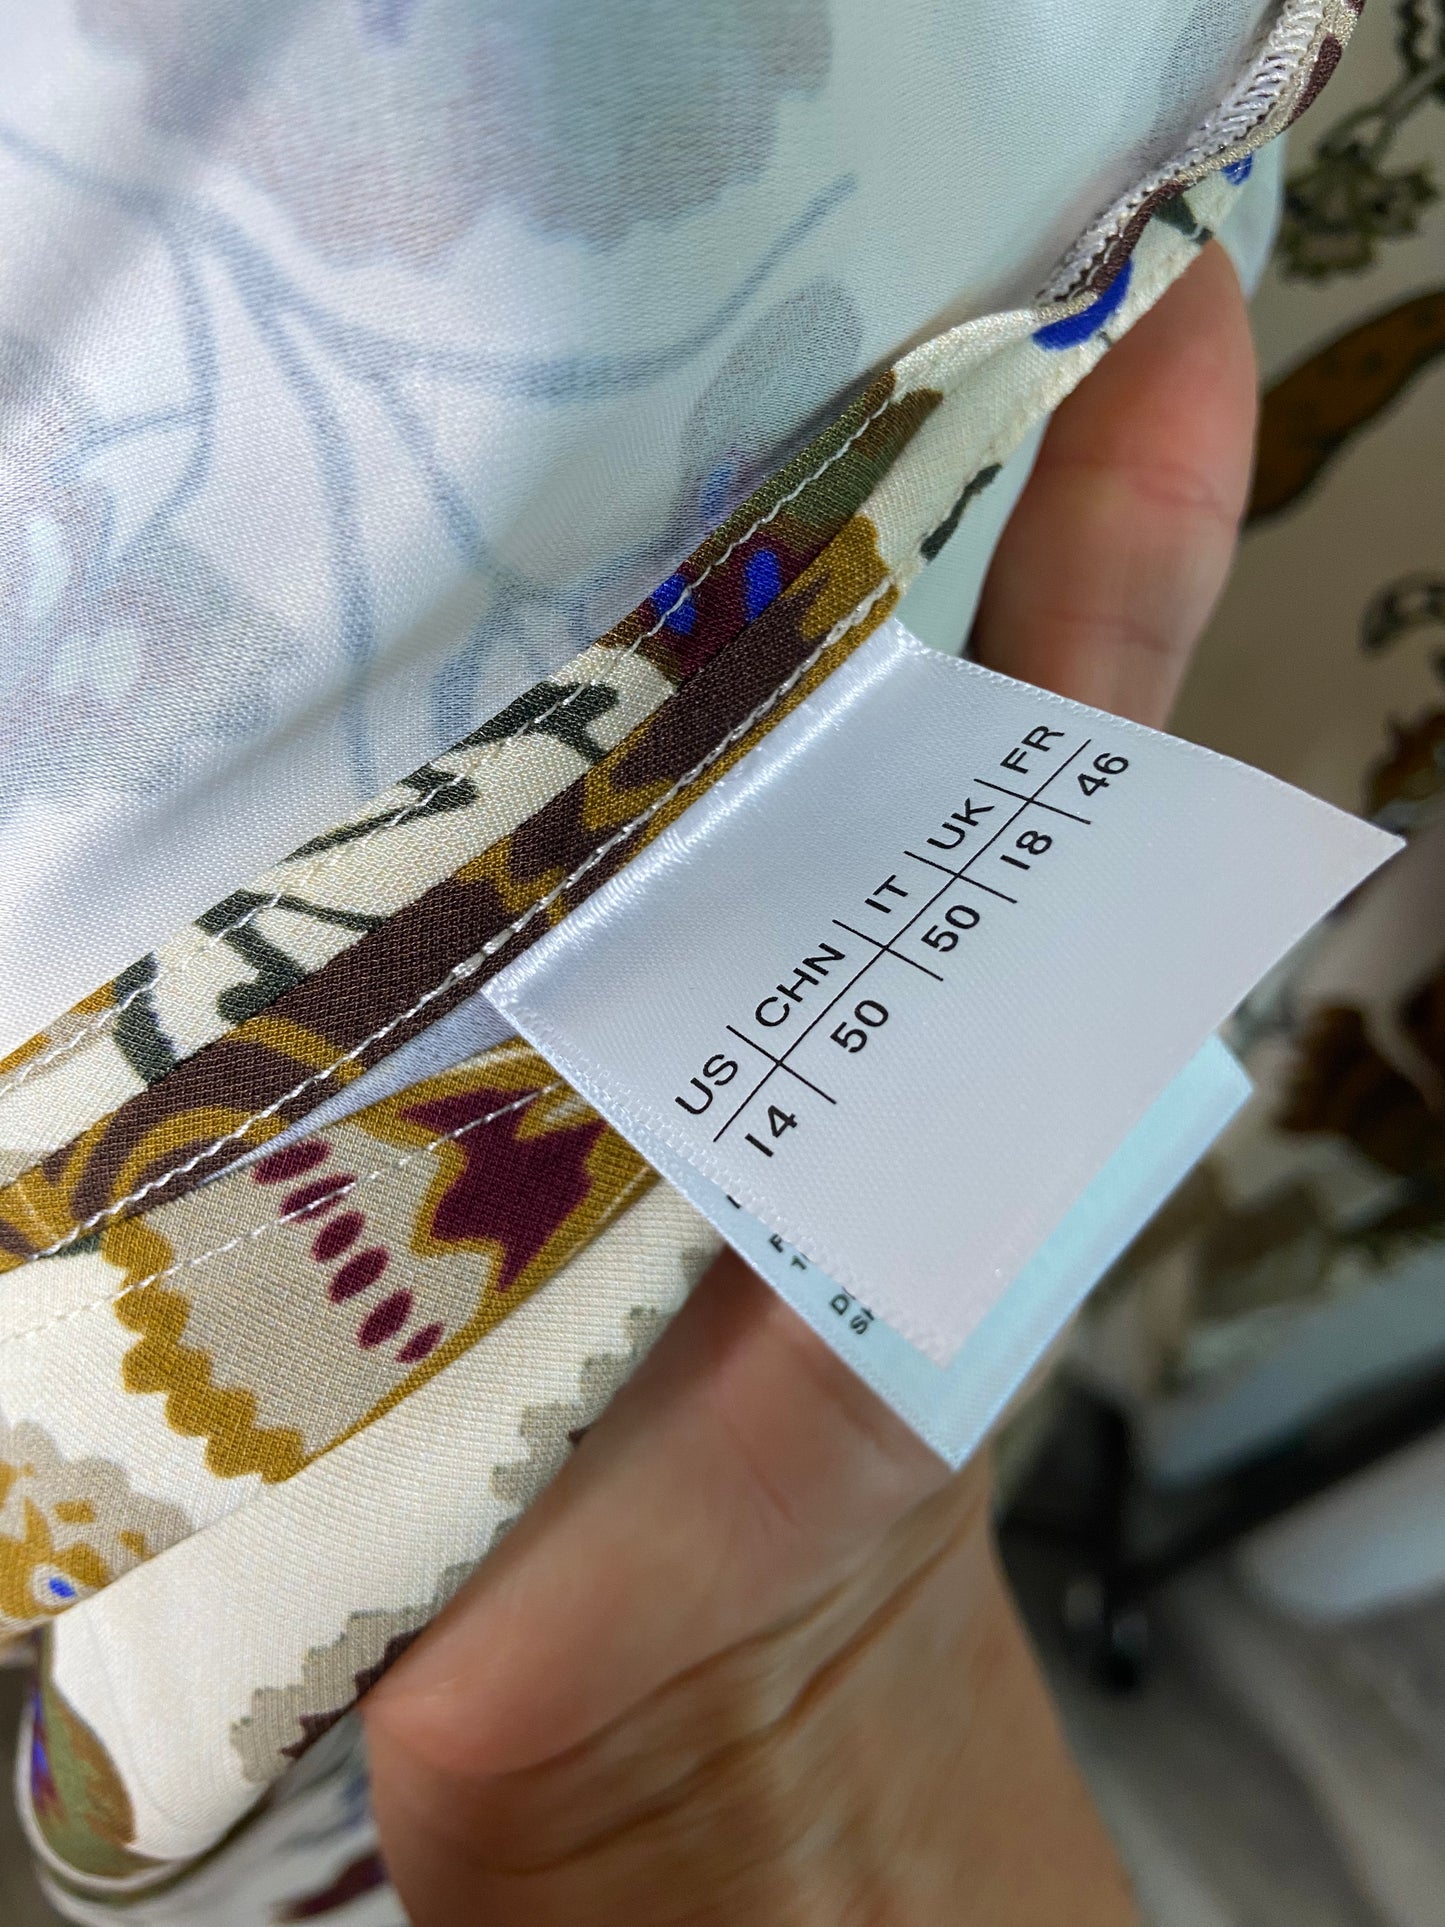 US | CHN | IT | UK | FR
14 | 50 | 50 | 18 | 46